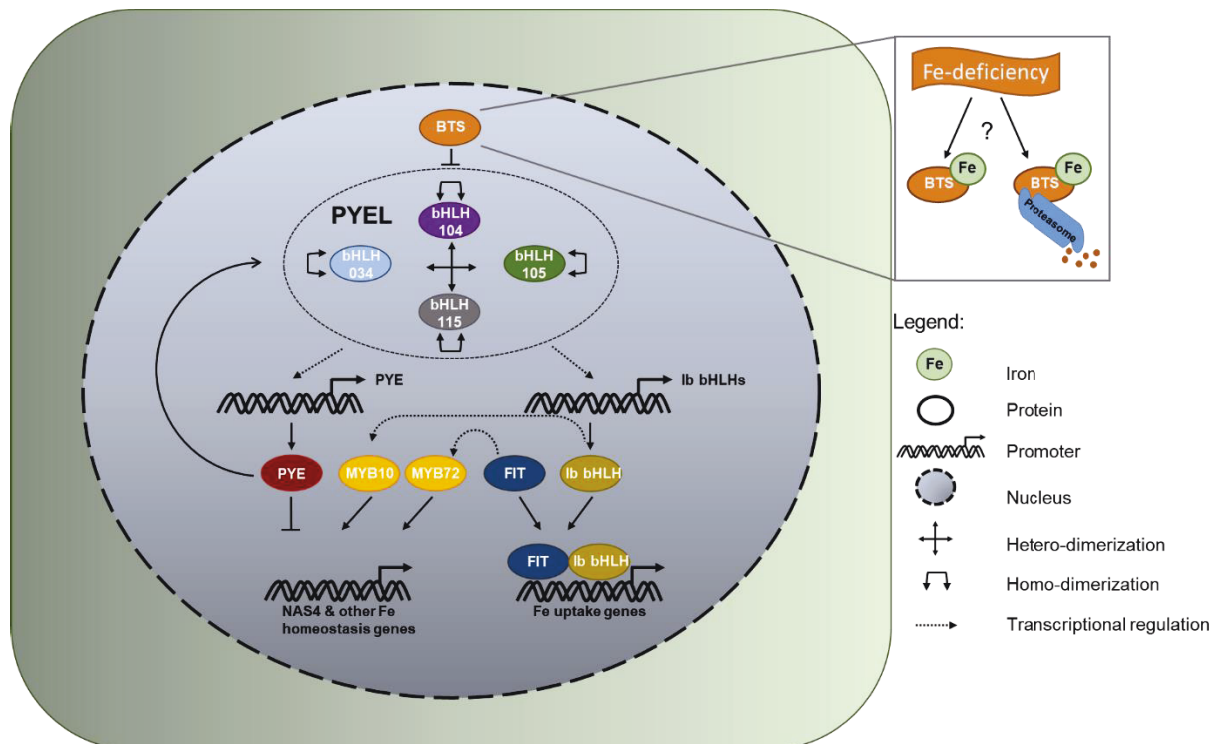 BTS
PYEL
bHLH
104
bHLH
034
bHLH
105
bHLH
115
PYE
Ib bHLHs
PYE
MYB10
MYB72
FIT
Ib bHLH
FIT
Ib bHLH
NAS4 & other Fe
homeostasis genes
Fe uptake genes
Fe-deficiency
?
BTS
Fe
BTS
Fe
Proteasome
Legend:
Fe
Iron
Protein
Promoter
Nucleus
Hetero-dimerization
Homo-dimerization
Transcriptional regulation